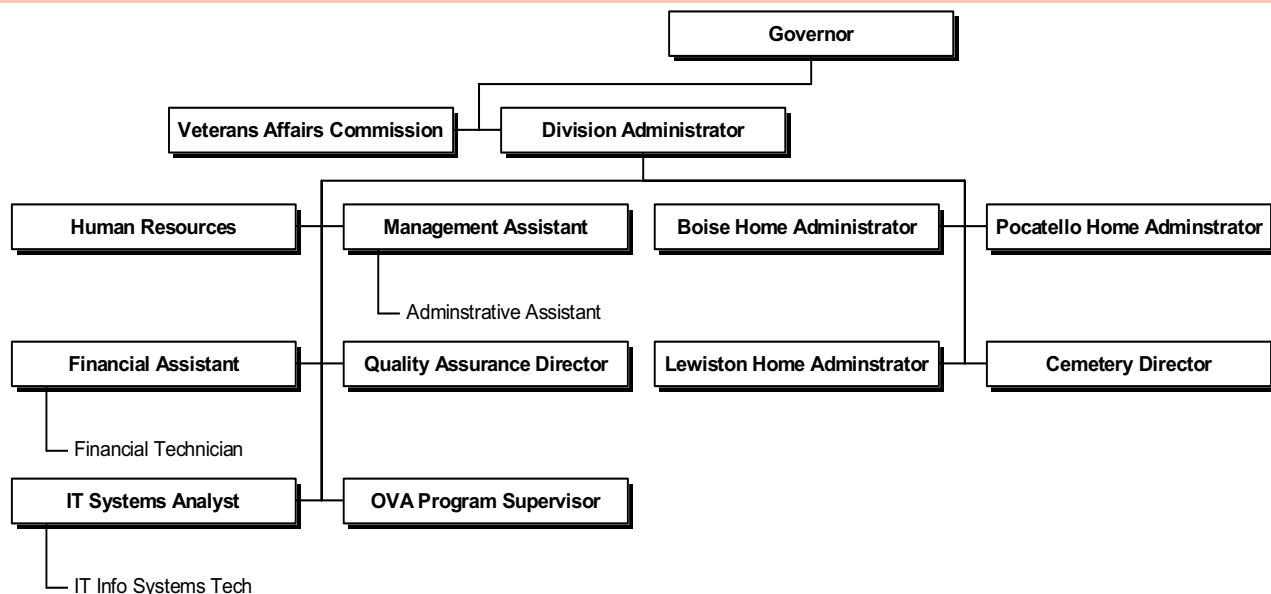 Governor
Veterans Affairs Commission
Division Administrator
Human Resources
Management Assistant
Boise Home Administrator
Pocatello Home Adminstrator
Adminstrative Assistant
Financial Assistant
Quality Assurance Director
Lewiston Home Adminstrator
Cemetery Director
Financial Technician
IT Systems Analyst
OVA Program Supervisor
IT Info Systems Tech